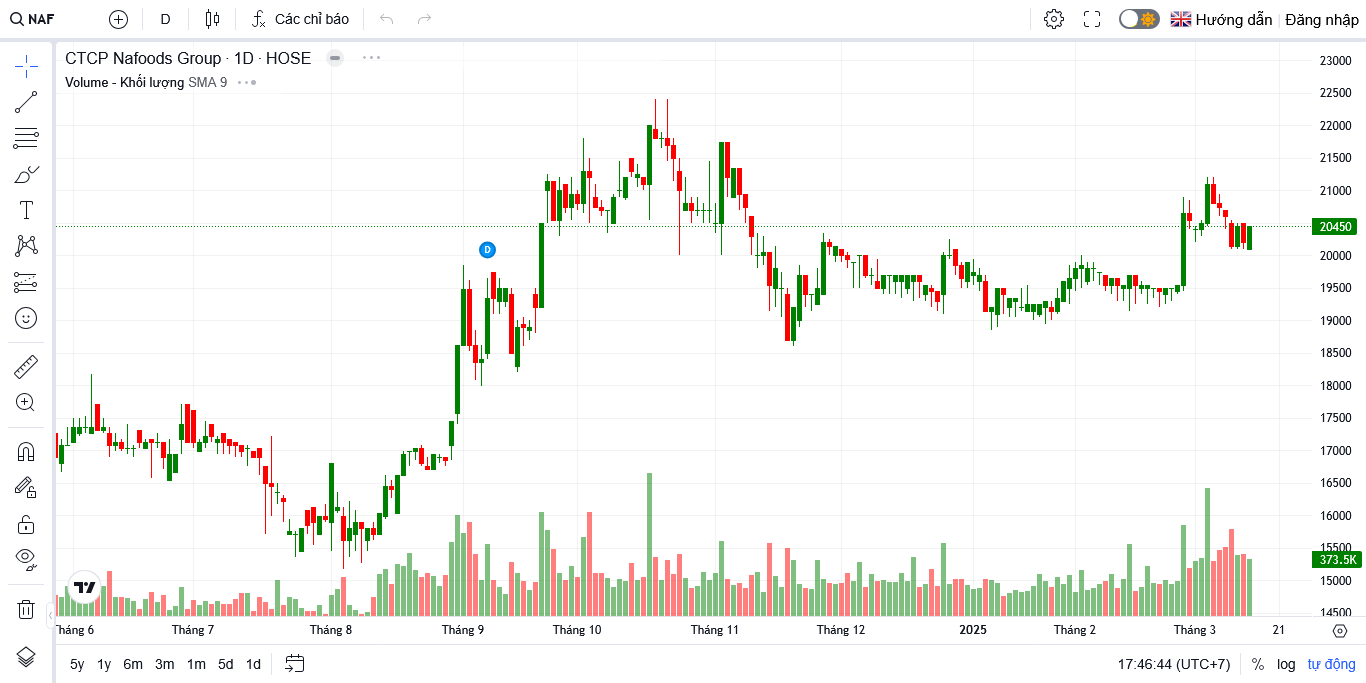 NAF D Các chỉ báo Hướng dẫn Đăng nhập
CTCP Nafoods Group · 1D · HOSE
Volume - Khối lượng SMA 9
23000
22500
22000
21500
21000
20450
20000
19500
19000
18500
18000
17500
17000
16500
16000
15500
373.5K
15000
14500
D
Tháng 6 Tháng 7 Tháng 8 Tháng 9 Tháng 10 Tháng 11 Tháng 12 2025 Tháng 2 Tháng 3 21
5y 1y 6m 3m 1m 5d 1d 17:46:44 (UTC+7) % log tự động